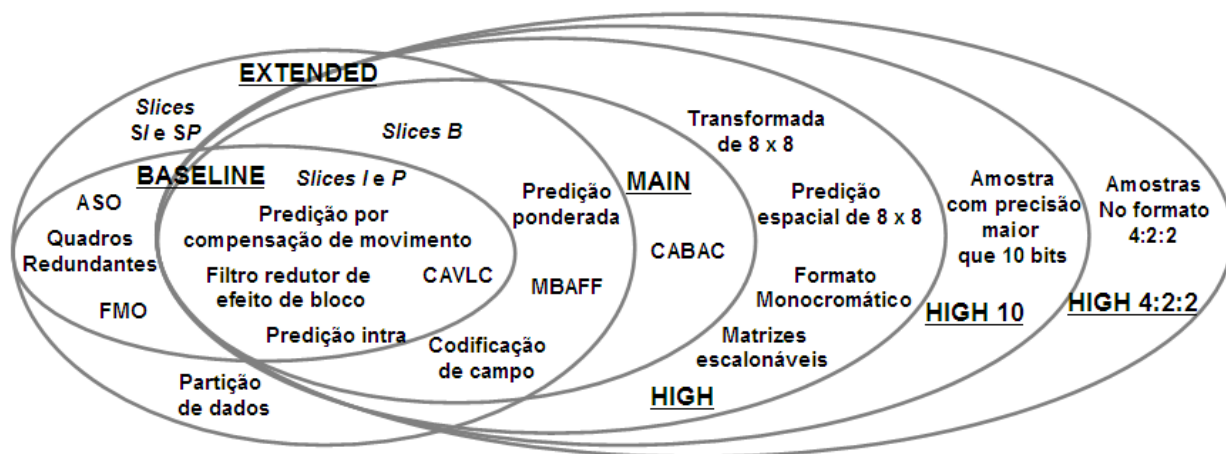 EXTENDED
Slices
SI e SP
Slices B
BASELINE
Slices I e P
ASO
Quadros
Redundantes
FMO
Predição por
compensação de movimento
Filtro redutor de
efeito de bloco
CAVLC
Predição intra
Partição
de dados
Codificação
de campo
Predição
ponderada
MBAFF
MAIN
CABAC
Transformada
de 8 x 8
Predição
espacial de 8 x 8
Formato
Monocromático
Matrizes
escalonáveis
HIGH
Amostra
com precisão
maior
que 10 bits
HIGH 10
Amostras
No formato
4:2:2
HIGH 4:2:2